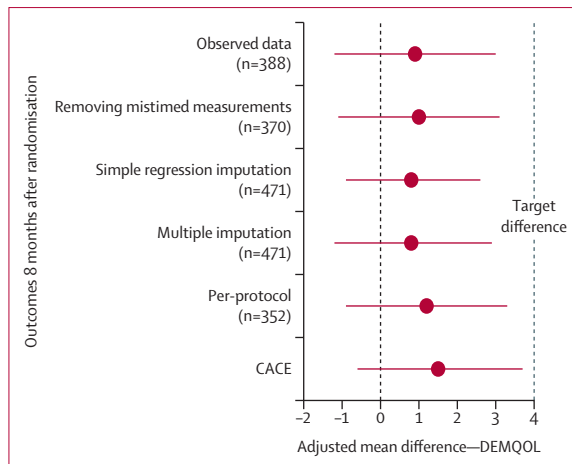 Outcomes 8 months after randomisation
Observed data
(n=388)
Removing mistimed measurements
(n=370)
Simple regression imputation
(n=471)
Multiple imputation
(n=471)
Per-protocol
(n=352)
CACE
Target
difference
–2 –1 0 1 2 3 4
Adjusted mean difference—DEMQOL